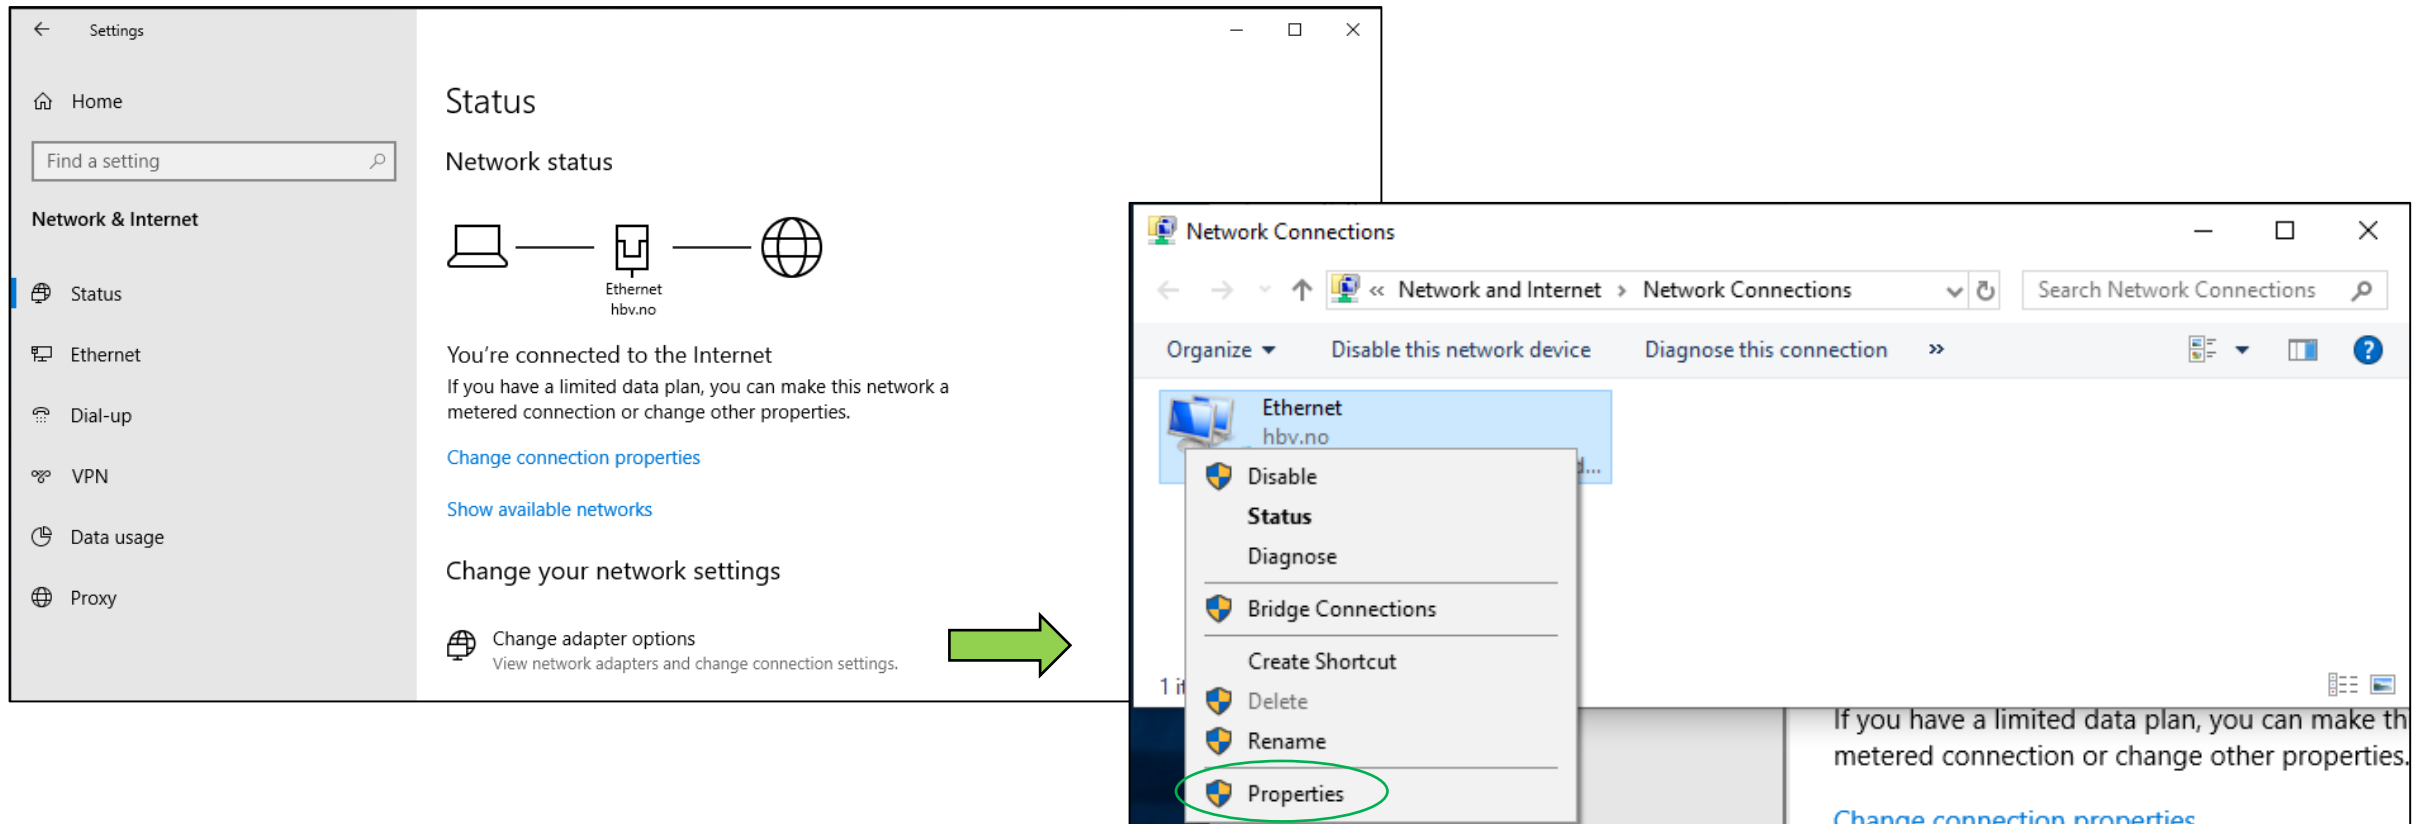 Settings
Home
Find a setting
Network & Internet
Status
Ethernet
Dial-up
VPN
Data usage
Proxy
Status
Network status
Ethernet
hbv.no
You're connected to the Internet
If you have a limited data plan, you can make this network a
metered connection or change other properties.
Change connection properties
Show available networks
Change your network settings
Change adapter options
View network adapters and change connection settings.
Network Connections
« Network and Internet › Network Connections
Search Network Connections
Organize
Disable this network device
Diagnose this connection
»
Ethernet
hbv.no
d...
Disable
Status
Diagnose
Bridge Connections
Create Shortcut
Delete
Rename
Properties
1 it
If you have a limited data plan, you can make th
metered connection or change other properties.
Change connection properties